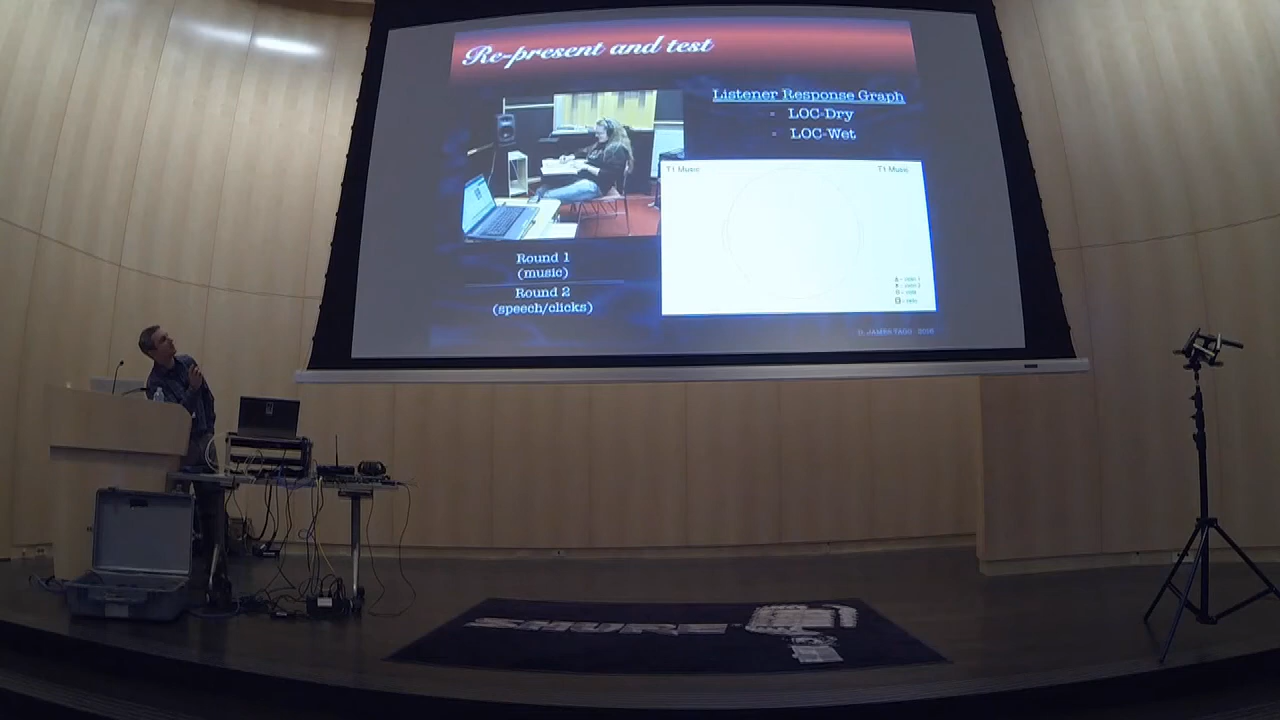 Re-present and test
Listener Response Graph
- LOC-Dry
- LOC-Wet
T1 Music
T1 Music
Round 1
(music)
Round 2
(speech/clicks)
SHURE